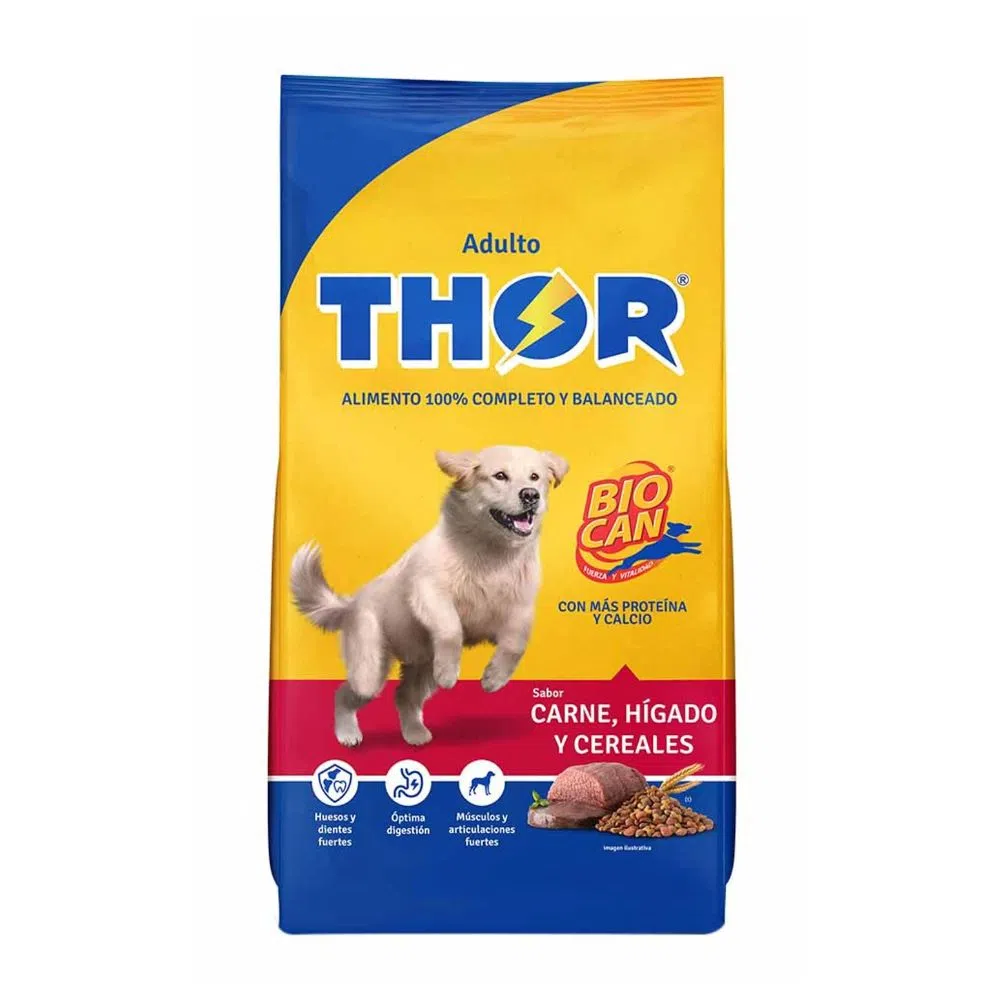 Adulto
THOR®
ALIMENTO 100% COMPLETO Y BALANCEADO
BIO
CAN®
FUERZA Y VITALIDAD
CON MÁS PROTEÍNA
Y CALCIO
Sabor
CARNE, HÍGADO
Y CEREALES
Huesos y
dientes
fuertes
Óptima
digestión
Músculos y
articulaciones
fuertes
(1)
Imagen ilustrativa